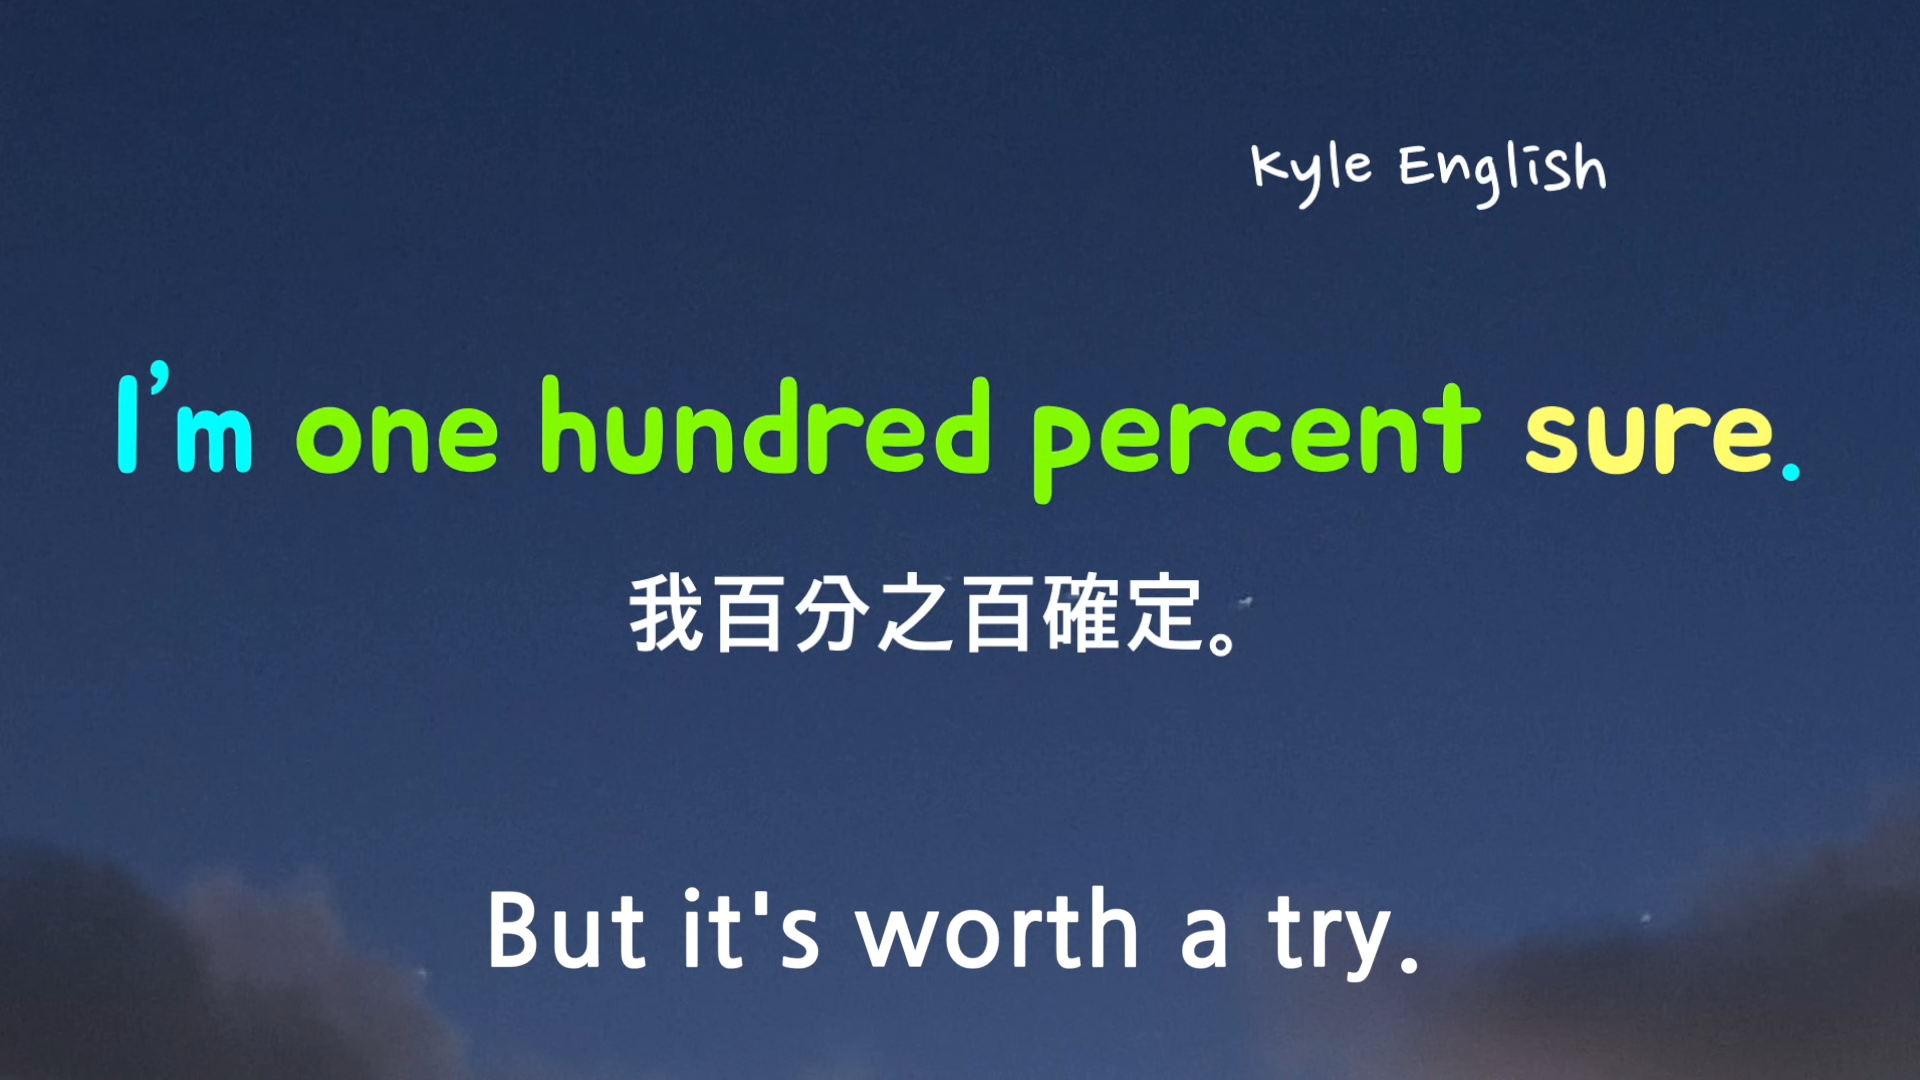 Kyle English
I’m one hundred percent sure.
我百分之百確定。
But it's worth a try.